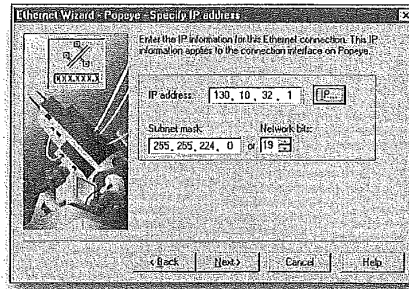 Ethernet Wizard - Popeye - Specify IP address
Enter the IP information for this Ethernet connection. This IP
information applies to the connection interface on Popeye.
IP address: 130, 10, 32, 1 IP...
Subnet mask: Network bits:
255, 255, 224, 0 or 19
< Back Next > Cancel Help